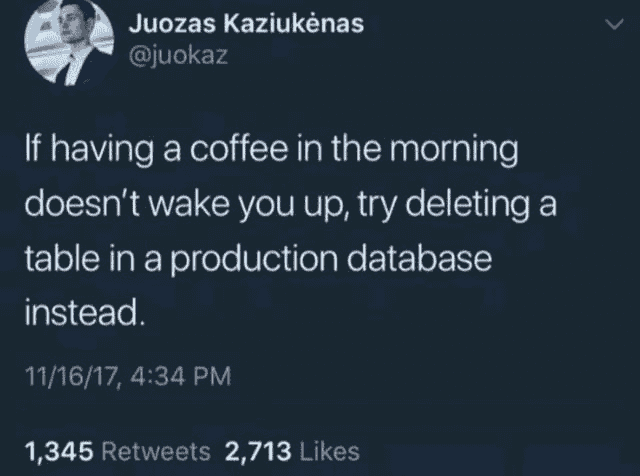 Juozas Kaziukėnas
@juokaz
If having a coffee in the morning
doesn't wake you up, try deleting a
table in a production database
instead.
11/16/17, 4:34 PM
1,345 Retweets 2,713 Likes